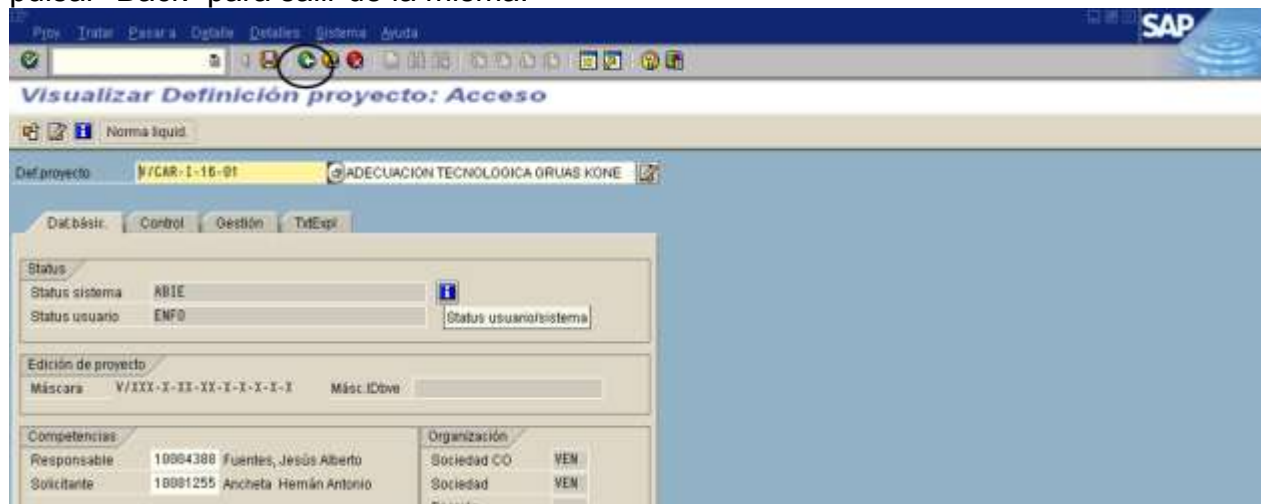 pulsar "Back" para salir de la misma.
Proy Tratar Pasar a Detalle Detalles Sistema Ayuda
SAP
Visualizar Definición proyecto: Acceso
Norma liquid.
Def.proyecto V/CAR-I-16-01 ADECUACION TECNOLOGICA GRUAS KONE
Dat.básic. Control Gestión TxtExpl
Status
Status sistema ABIE
Status usuario ENFO
Status usuario/sistema
Edición de proyecto
Máscara V/XXX-X-XX-XX-X-X-X-X-X Másc.IDbve
Competencias Organización
Responsable 10004388 Fuentes, Jesús Alberto Sociedad CO VEN
Solicitante 10001255 Ancheta Hernán Antonio Sociedad VEN